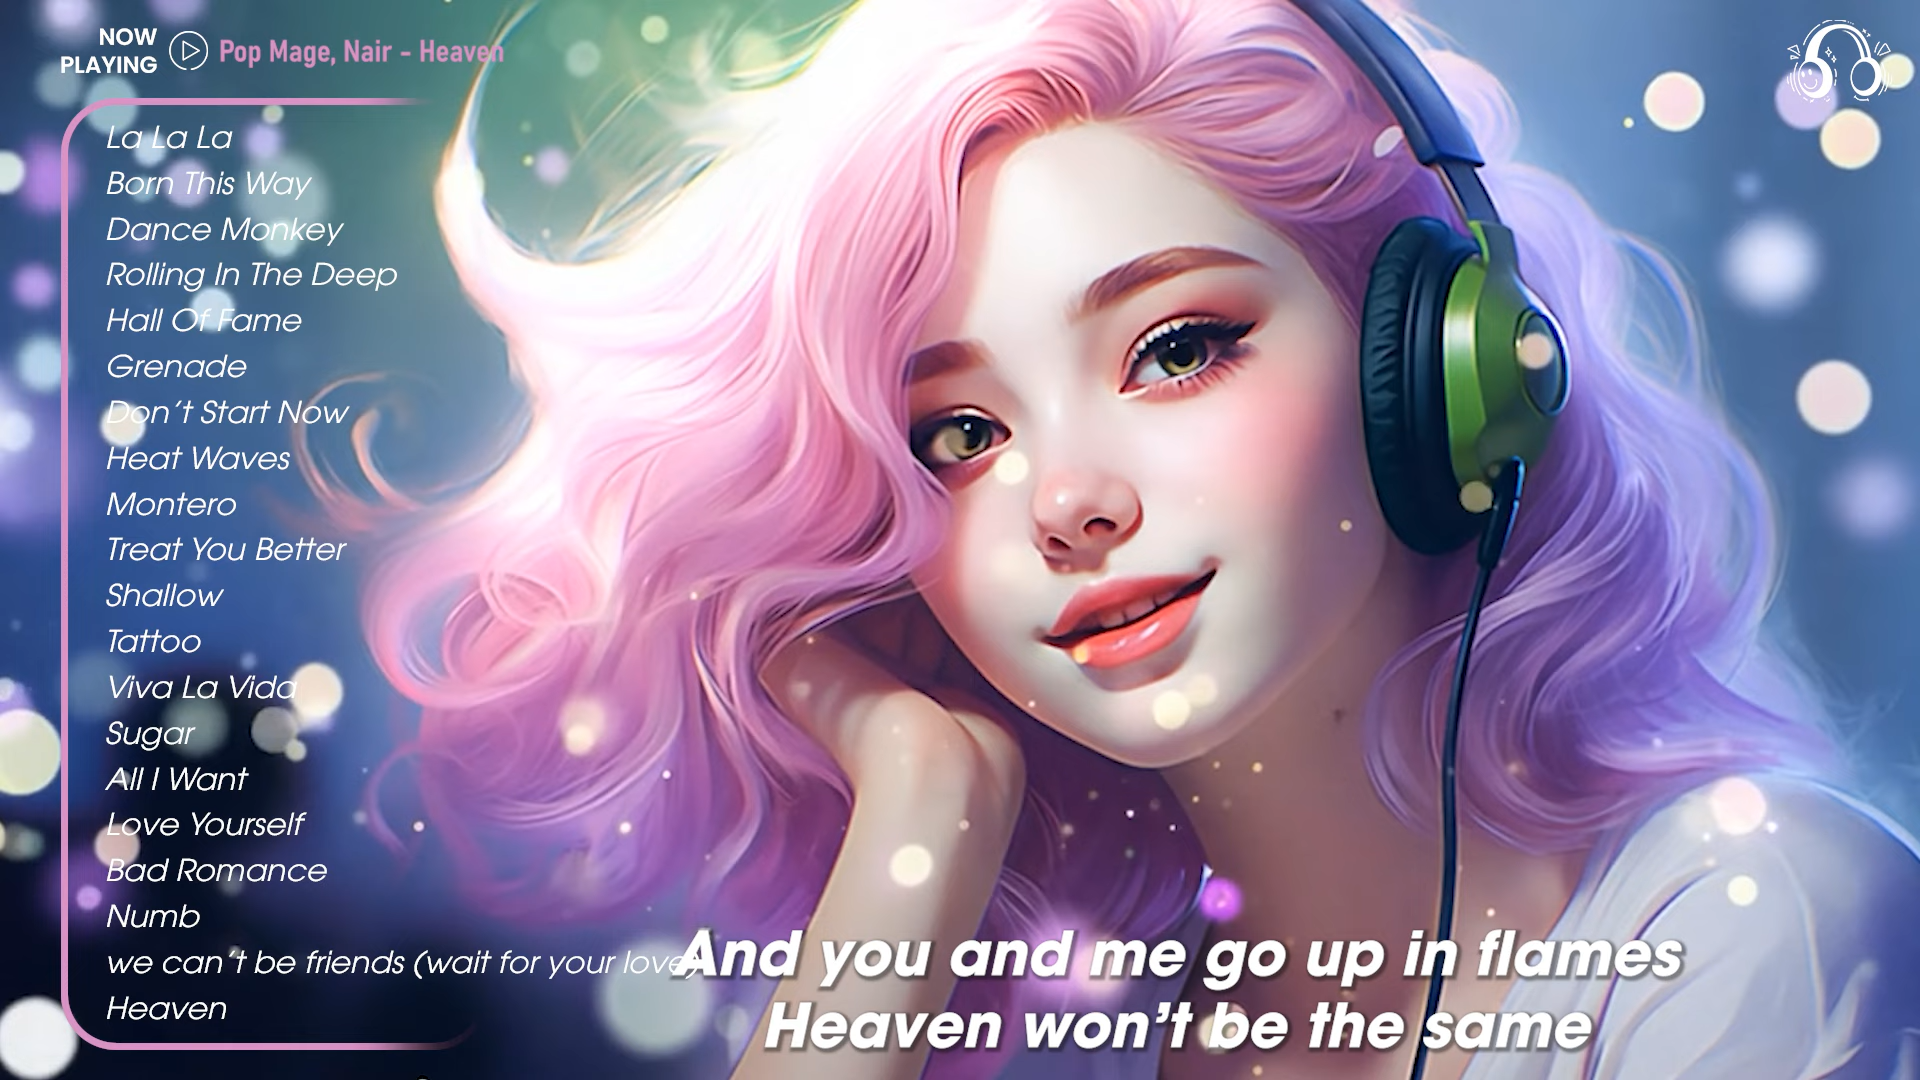 NOW
PLAYING
Pop Mage, Nair - Heaven
La La La
Born This Way
Dance Monkey
Rolling In The Deep
Hall Of Fame
Grenade
Don't Start Now
Heat Waves
Montero
Treat You Better
Shallow
Tattoo
Viva La Vida
Sugar
All I Want
Love Yourself
Bad Romance
Numb
we can't be friends (wait for your love)
Heaven
And you and me go up in flames
Heaven won't be the same